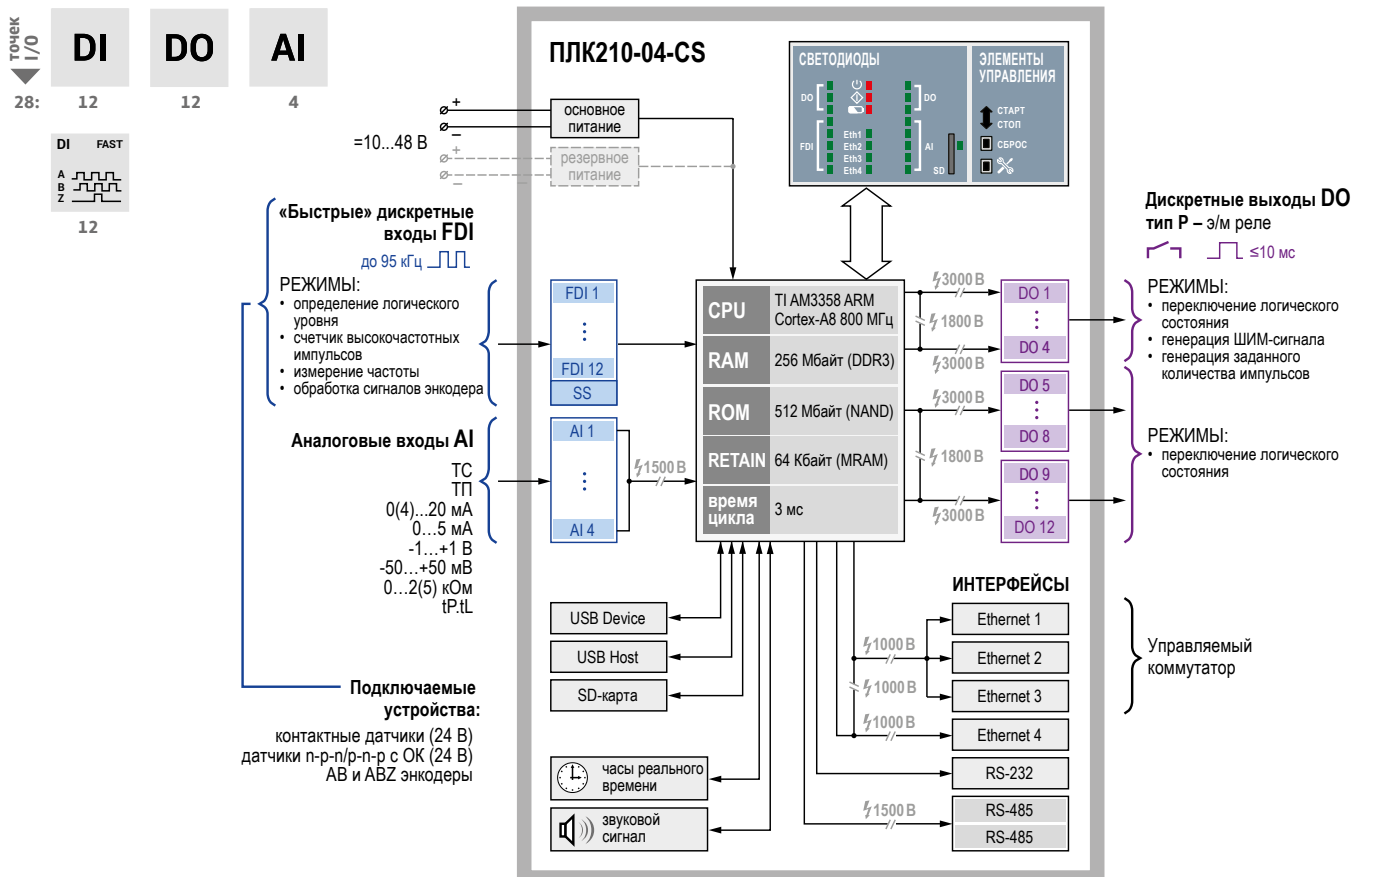 точек
I/O
DI
DO
AI
28:
12
12
4
DI FAST
A
B
Z
12
ПЛК210-04-CS
=10...48 В
+
–
основное
питание
+
–
резервное
питание
СВЕТОДИОДЫ
DO
FDI
Eth1
Eth2
Eth3
Eth4
DO
AI
SD
ЭЛЕМЕНТЫ
УПРАВЛЕНИЯ
СТАРТ
СТОП
СБРОС
«Быстрые» дискретные
входы FDI
до 95 кГц
РЕЖИМЫ:
• определение логического
уровня
• счетчик высокочастотных
импульсов
• измерение частоты
• обработка сигналов энкодера
Аналоговые входы AI
ТС
ТП
0(4)...20 мА
0...5 мА
-1...+1 В
-50...+50 мВ
0...2(5) кОм
tP.tL
Подключаемые
устройства:
контактные датчики (24 В)
датчики n-p-n/p-n-p с ОК (24 В)
AB и ABZ энкодеры
FDI 1
FDI 12
SS
AI 1
AI 4
1500 В
CPU
TI AM3358 ARM
Cortex-A8 800 МГц
RAM
256 Мбайт (DDR3)
ROM
512 Мбайт (NAND)
RETAIN
64 Кбайт (MRAM)
время
цикла
3 мс
3000 В
1800 В
3000 В
3000 В
1800 В
3000 В
DO 1
DO 4
DO 5
DO 8
DO 9
DO 12
Дискретные выходы DO
тип Р – э/м реле
≤10 мс
РЕЖИМЫ:
• переключение логического
состояния
• генерация ШИМ-сигнала
• генерация заданного
количества импульсов
РЕЖИМЫ:
• переключение логического
состояния
USB Device
USB Host
SD-карта
часы реального
времени
звуковой
сигнал
ИНТЕРФЕЙСЫ
1000 В
1000 В
1000 В
1500 В
Ethernet 1
Ethernet 2
Ethernet 3
Ethernet 4
RS-232
RS-485
RS-485
Управляемый
коммутатор